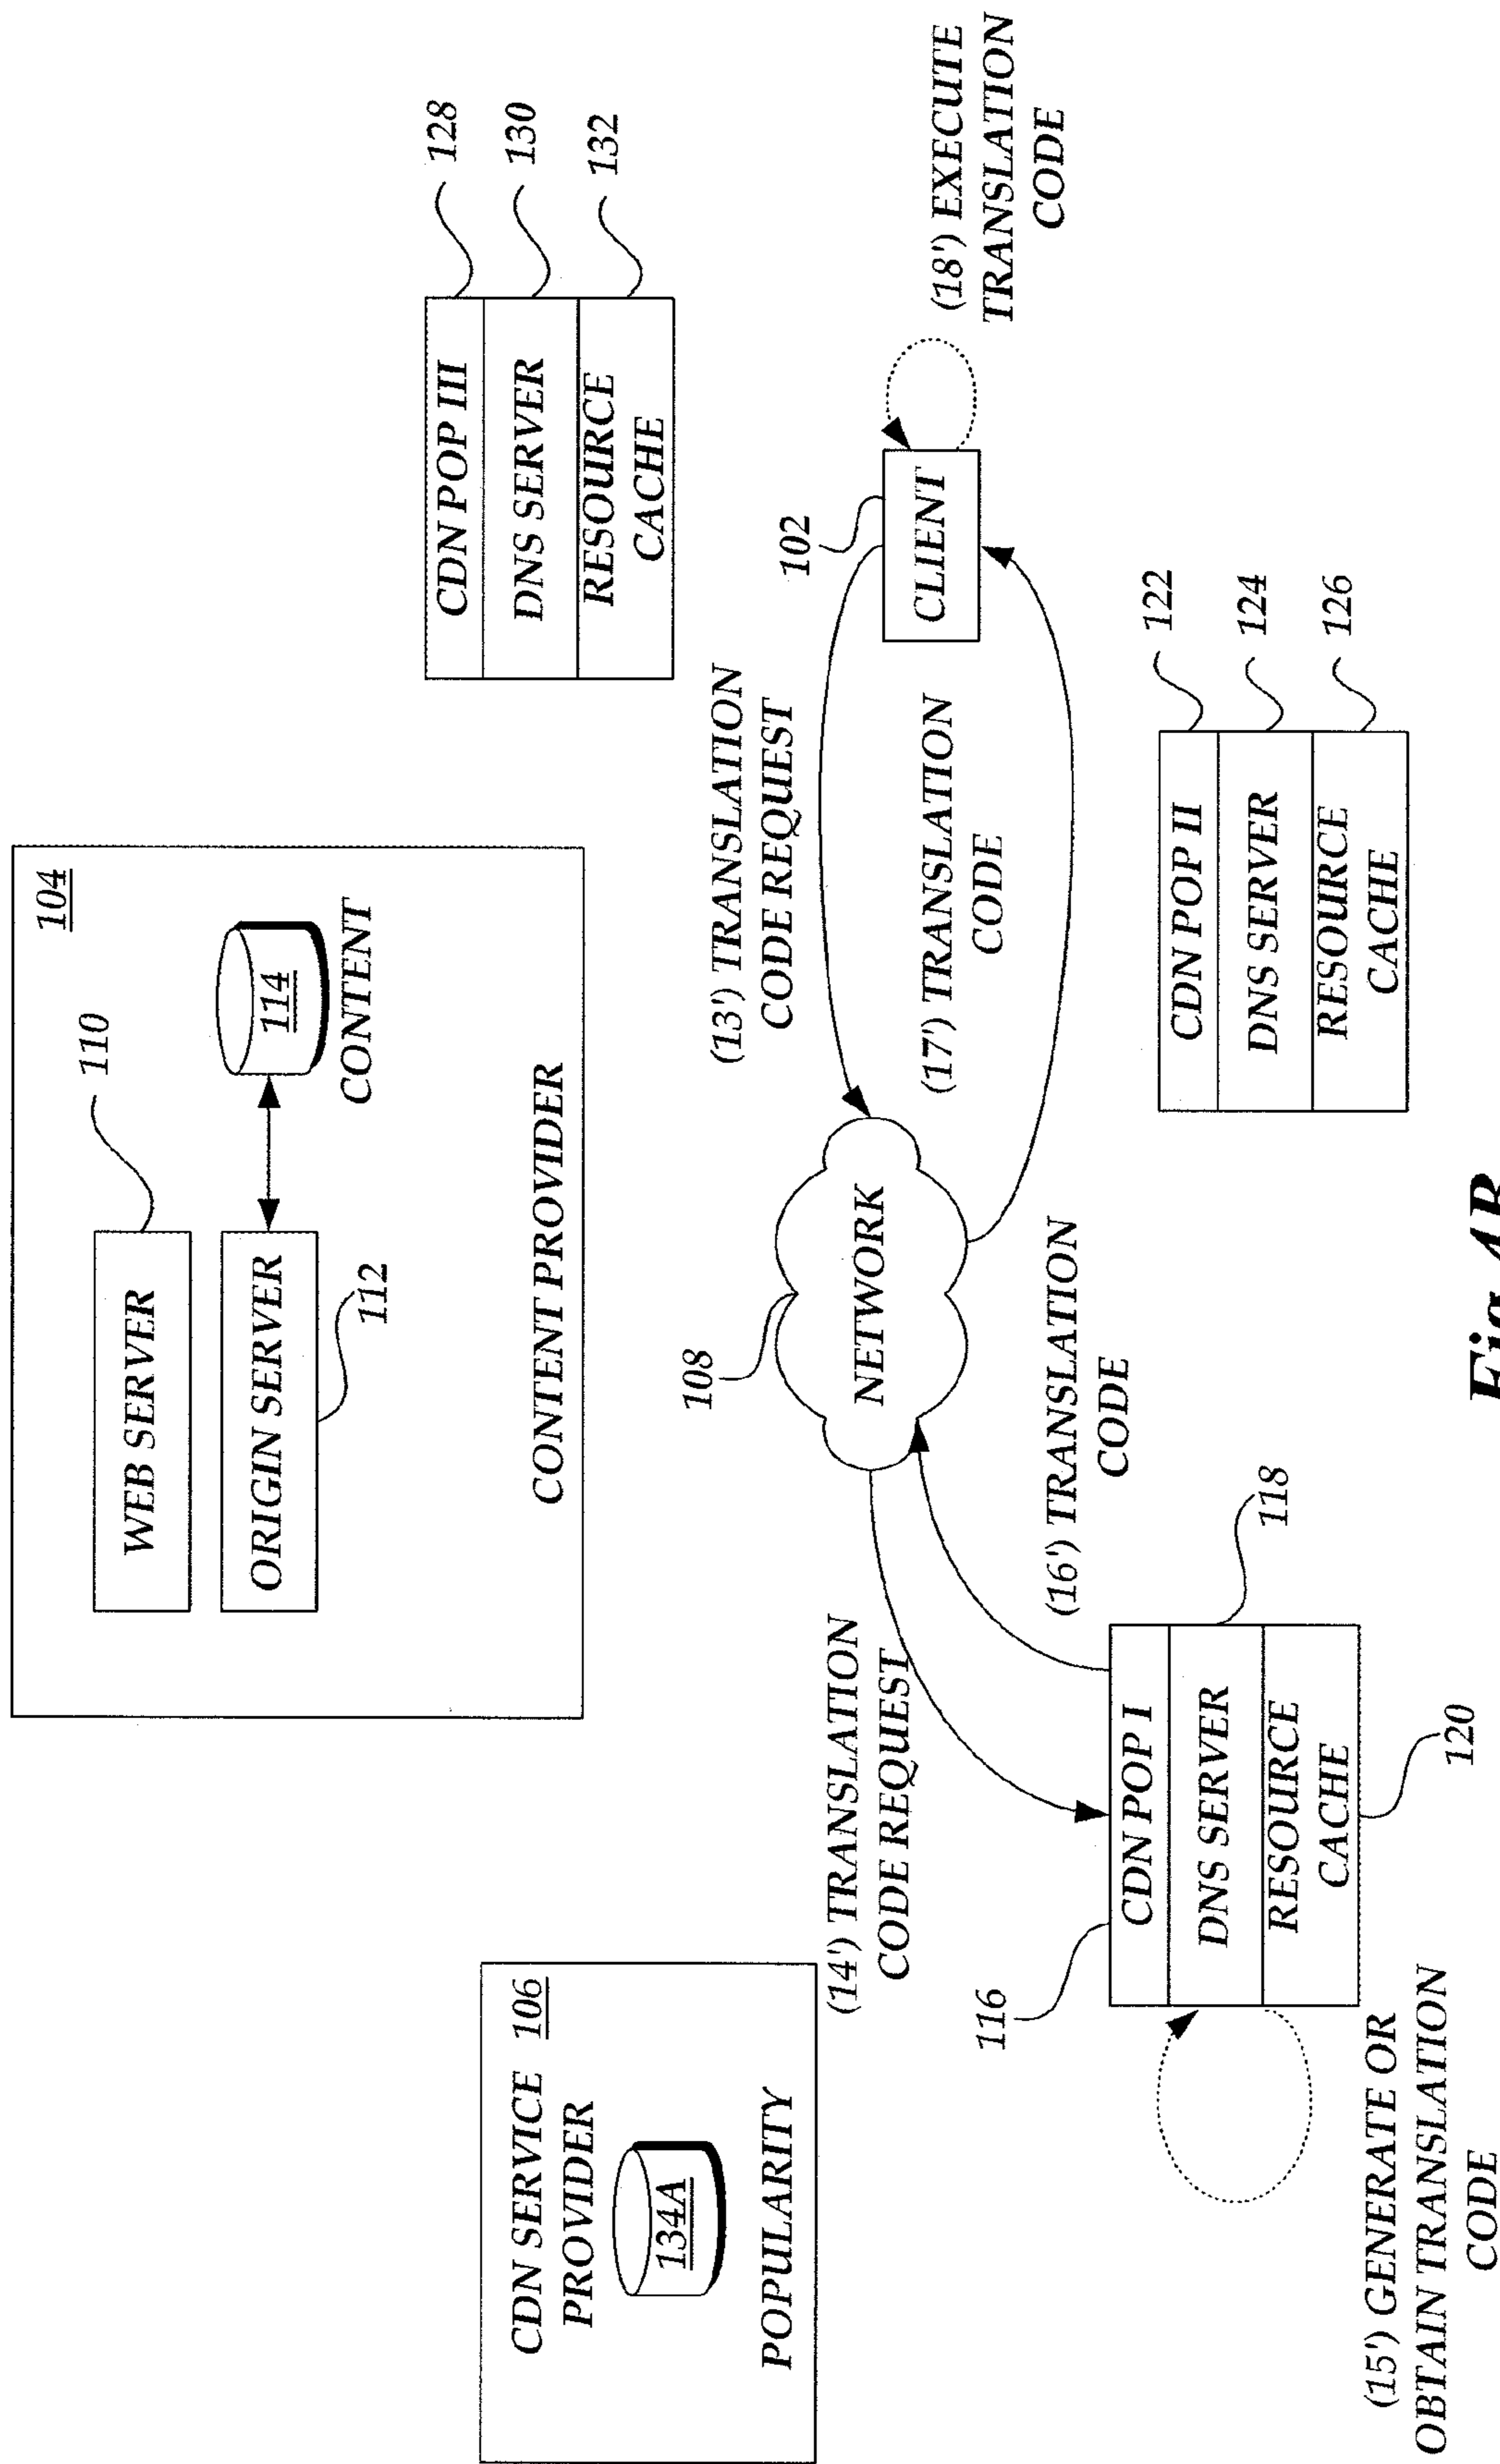 104
110
WEB SERVER
ORIGIN SERVER
112
114
CONTENT
CONTENT PROVIDER
CDN SERVICE 106
PROVIDER
134A
POPULARITY
CDN POP III
DNS SERVER
RESOURCE
CACHE
128
130
132
108
NETWORK
(13') TRANSLATION
CODE REQUEST
102
CLIENT
(18') EXECUTE
TRANSLATION
CODE
(17') TRANSLATION
CODE
(14') TRANSLATION
CODE REQUEST
(16') TRANSLATION
CODE
116
CDN POP I
DNS SERVER
RESOURCE
CACHE
118
120
(15') GENERATE OR
OBTAIN TRANSLATION
CODE
CDN POP II
DNS SERVER
RESOURCE
CACHE
122
124
126
Fig.4B.